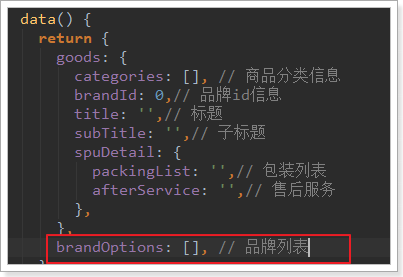 data() {
return {
goods: {
categories: [], // 商品分类信息
brandId: 0,// 品牌id信息
title: '',// 标题
subTitle: '',// 子标题
spuDetail: {
packingList: '',// 包装列表
afterService: '',// 售后服务
},
},
brandOptions: [], // 品牌列表